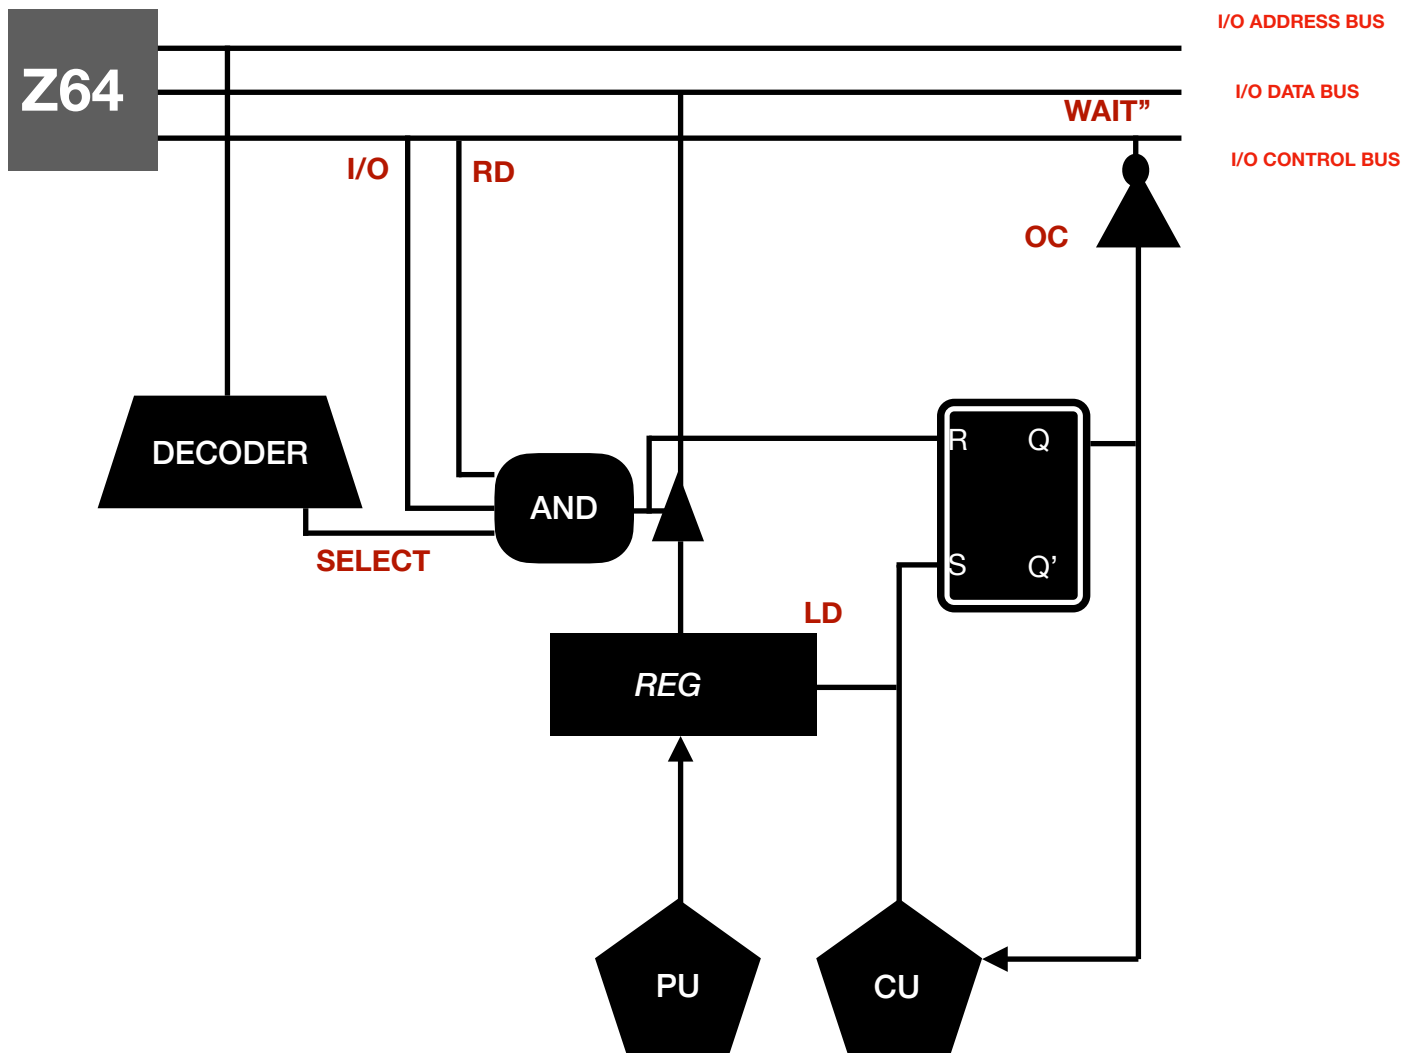 I/O ADDRESS BUS
Z64
I/O DATA BUS
WAIT”
I/O CONTROL BUS
I/O
RD
OC
DECODER
R
Q
AND
SELECT
S
Q’
LD
REG
PU
CU